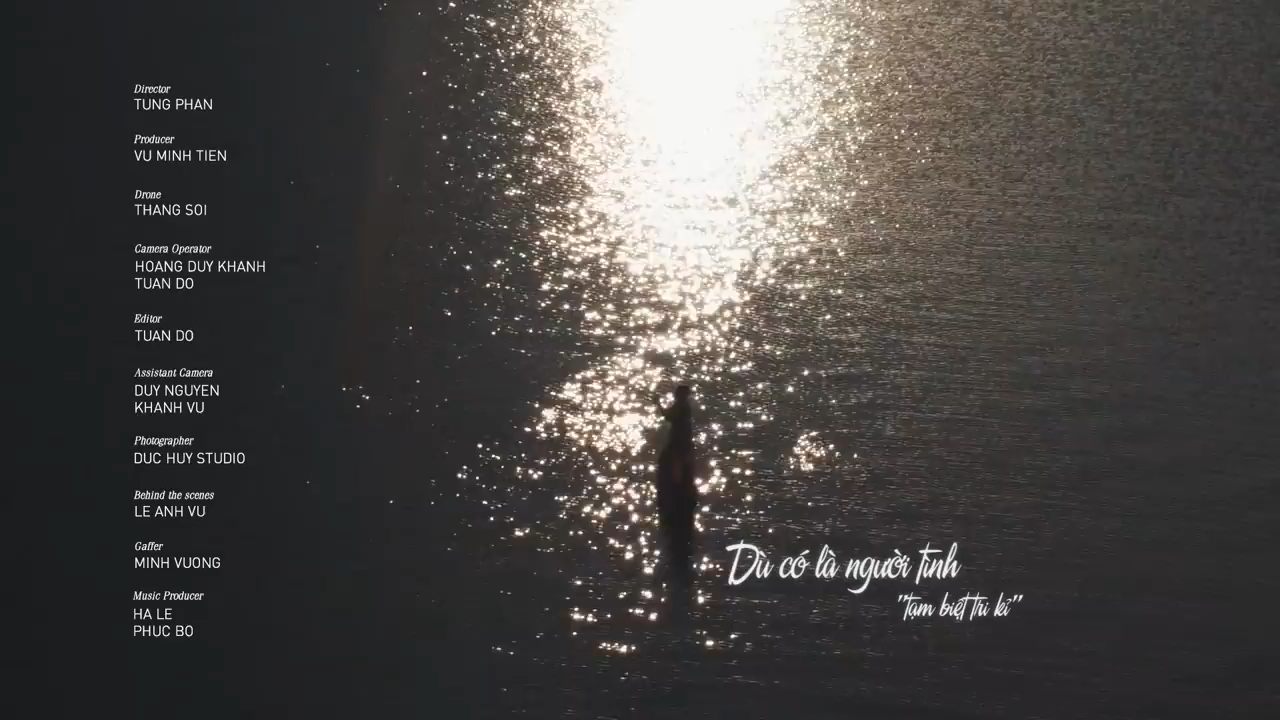 Director
TUNG PHAN
Producer
VU MINH TIEN
Drone
THANG SOI
Camera Operator
HOANG DUY KHANH
TUAN DO
Editor
TUAN DO
Assistant Camera
DUY NGUYEN
KHANH VU
Photographer
DUC HUY STUDIO
Behind the scenes
LE ANH VU
Gaffer
MINH VUONG
Music Producer
HA LE
PHUC BO
Dù có là người tình
"tạm biệt tri kỉ"